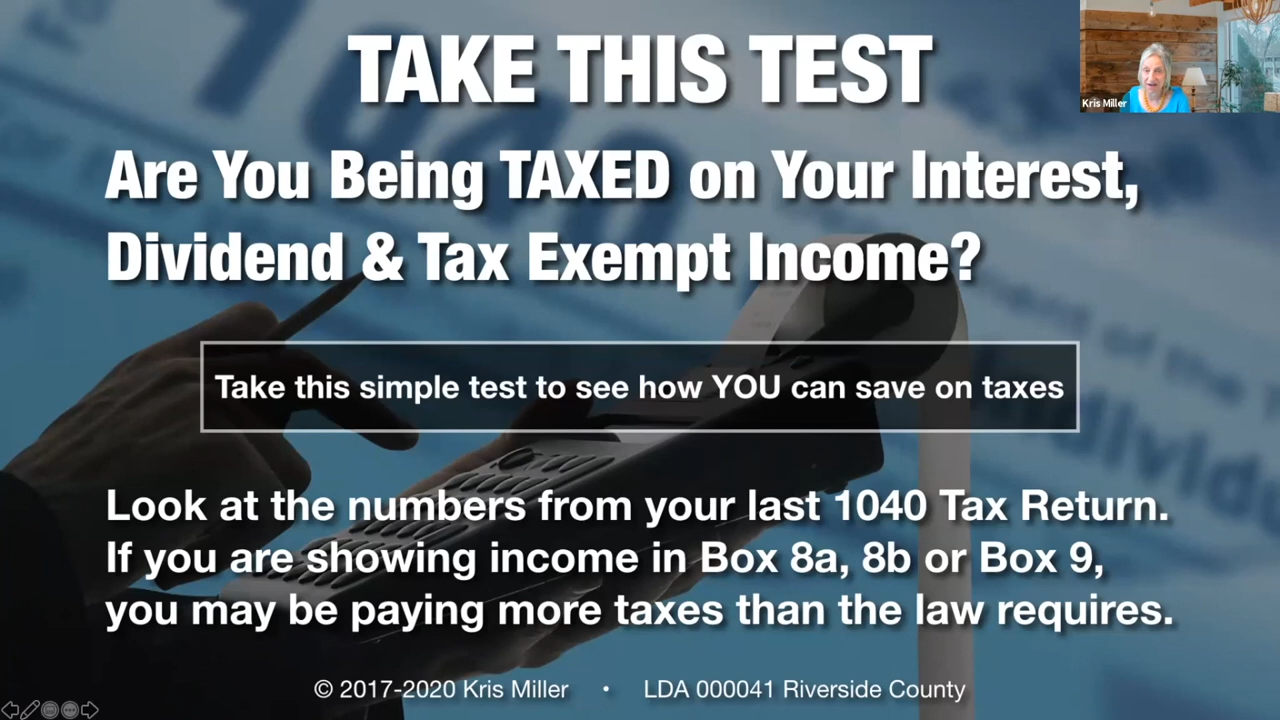 TAKE THIS TEST
Kris Miller
Are You Being TAXED on Your Interest,
Dividend & Tax Exempt Income?
Take this simple test to see how YOU can save on taxes
Look at the numbers from your last 1040 Tax Return.
If you are showing income in Box 8a, 8b or Box 9,
you may be paying more taxes than the law requires.
© 2017-2020 Kris Miller • LDA 000041 Riverside County